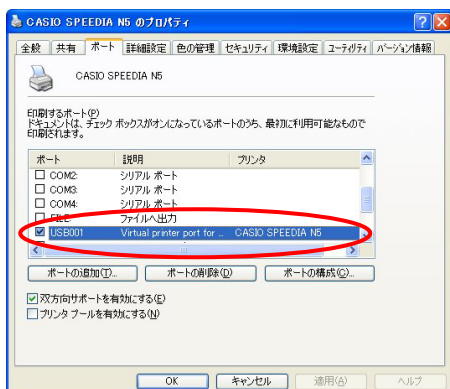 CASIO SPEEDIA N5 のプロパティ
全般 共有 ポート 詳細設定 色の管理 セキュリティ 環境設定 ユーティリティ バージョン情報
CASIO SPEEDIA N5
印刷するポート(P)
ドキュメントは、チェック ボックスがオンになっているポートのうち、最初に利用可能なもので
印刷されます。
ポート 説明 プリンタ
COM2: シリアル ポート
COM3: シリアル ポート
COM4: シリアル ポート
FILE: ファイルへ出力
USB001 Virtual printer port for ... CASIO SPEEDIA N5
ポートの追加(T)... ポートの削除(D) ポートの構成(C)...
双方向サポートを有効にする(E)
プリンタ プールを有効にする(N)
OK キャンセル 適用(A) ヘルプ